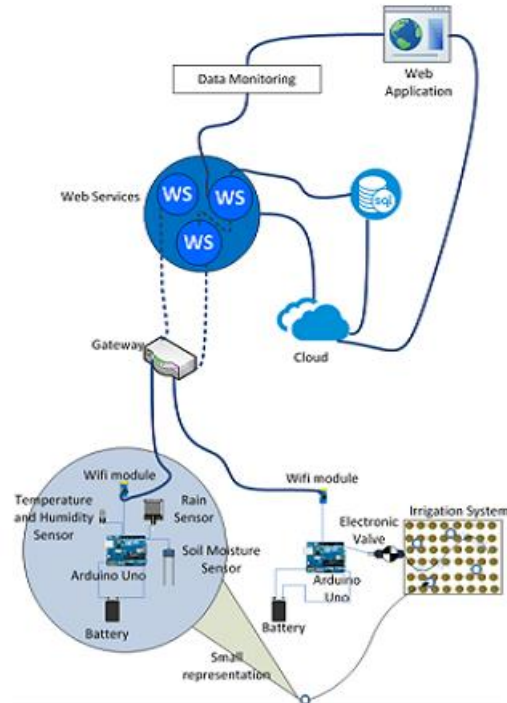 Data Monitoring
Web
Application
Web Services
WS
WS
WS
sql
Gateway
Cloud
Wifi module
Temperature
and Humidity
Sensor
Rain
Sensor
Soil Moisture
Sensor
Arduino Uno
Battery
Wifi module
Irrigation System
Electronic
Valve
Arduino
Uno
Battery
Small
representation